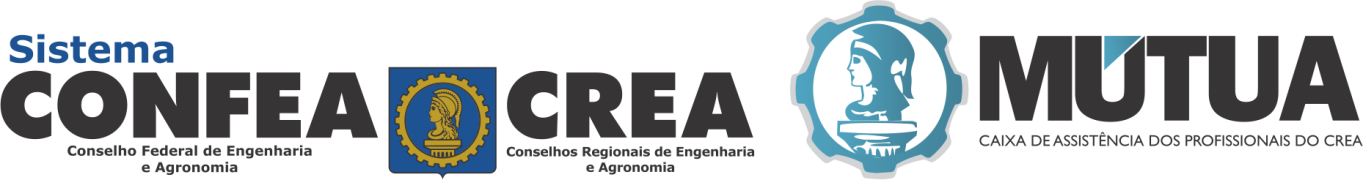 Sistema
CONFEA
Conselho Federal de Engenharia
e Agronomia
CREA
Conselhos Regionais de Engenharia
e Agronomia
MÚTUA
CAIXA DE ASSISTÊNCIA DOS PROFISSIONAIS DO CREA